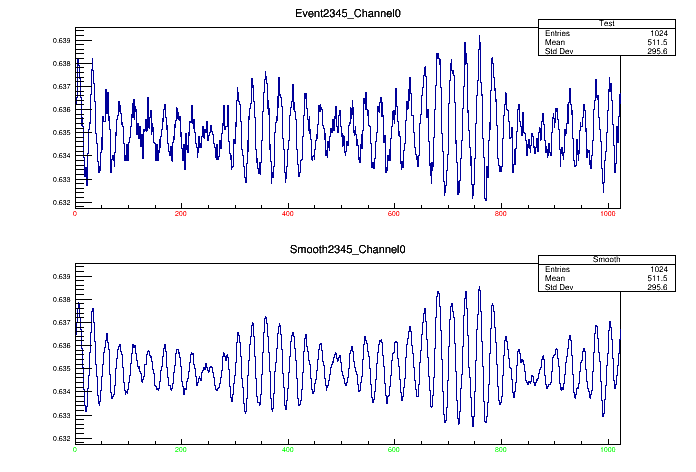 Event2345_Channel0
Test
Entries 1024
Mean 511.5
Std Dev 295.6
0.639
0.638
0.637
0.636
0.635
0.634
0.633
0.632
0 200 400 600 800 1000
Smooth2345_Channel0
Smooth
Entries 1024
Mean 511.5
Std Dev 295.6
0.639
0.638
0.637
0.636
0.635
0.634
0.633
0.632
0 200 400 600 800 1000